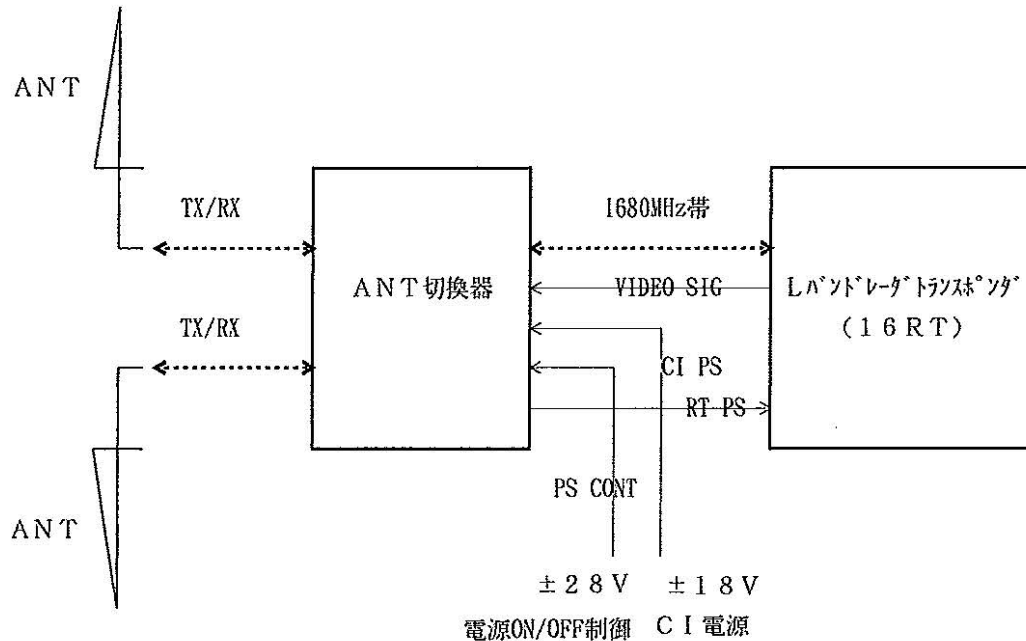 ANT
TX/RX
1680MHz帯
ANT切換器
VIDEO SIG
Lﾊﾞﾝﾄﾞﾚｰﾀﾞﾄﾗﾝｽﾎﾟﾝﾀﾞ
(16RT)
TX/RX
CI PS
RT PS
PS CONT
ANT
±28V
±18V
電源ON/OFF制御
CI電源